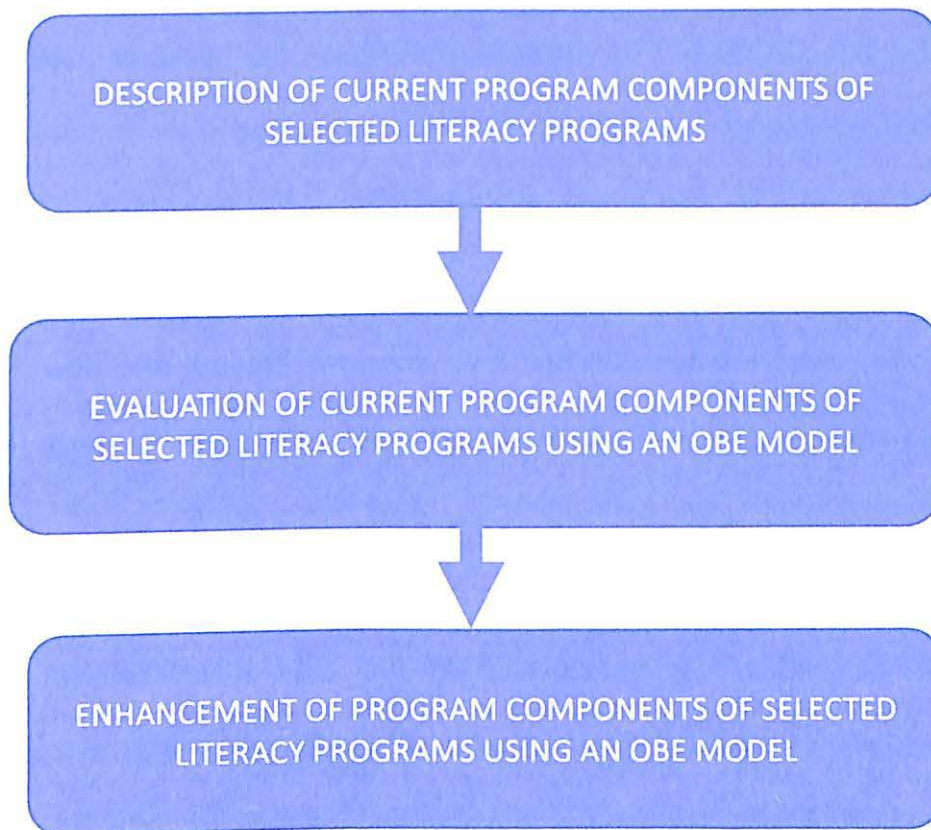 DESCRIPTION OF CURRENT PROGRAM COMPONENTS OF
SELECTED LITERACY PROGRAMS
EVALUATION OF CURRENT PROGRAM COMPONENTS OF
SELECTED LITERACY PROGRAMS USING AN OBE MODEL
ENHANCEMENT OF PROGRAM COMPONENTS OF SELECTED
LITERACY PROGRAMS USING AN OBE MODEL